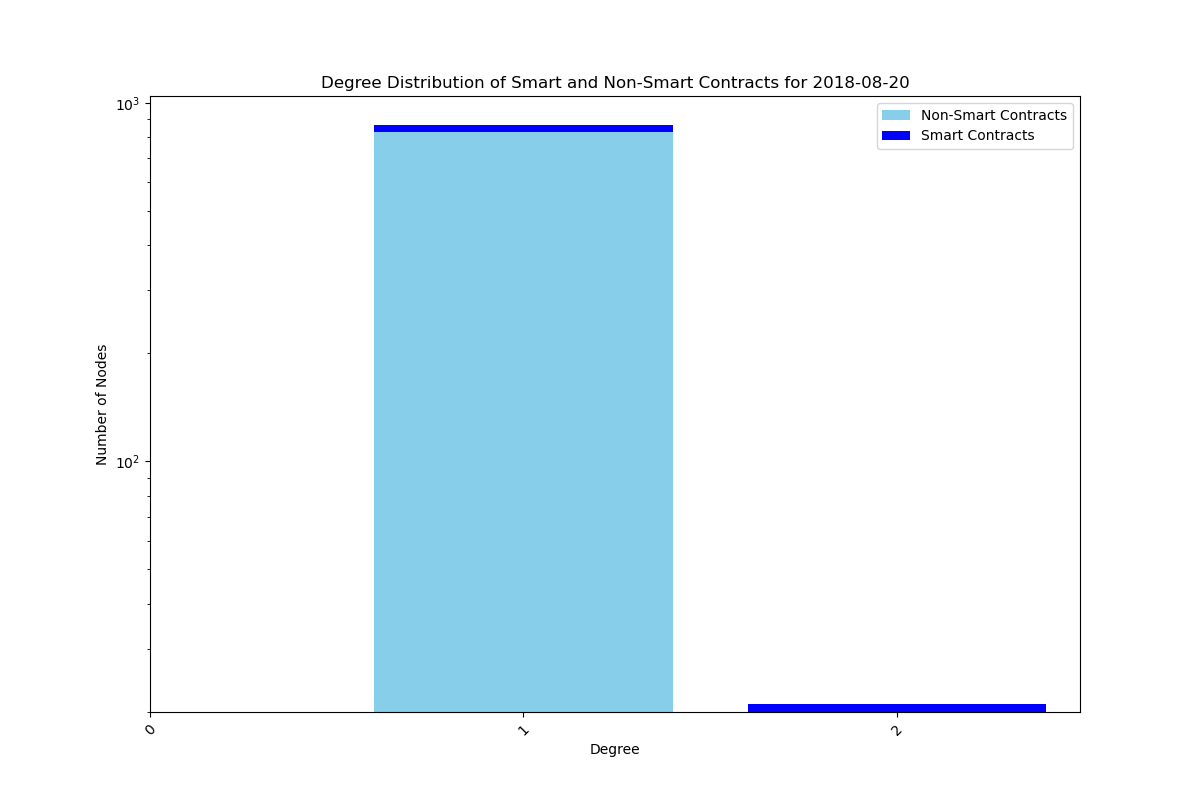 Degree Distribution of Smart and Non-Smart Contracts for 2018-08-20
Non-Smart Contracts
Smart Contracts
Number of Nodes
10³
10²
0
1
2
Degree